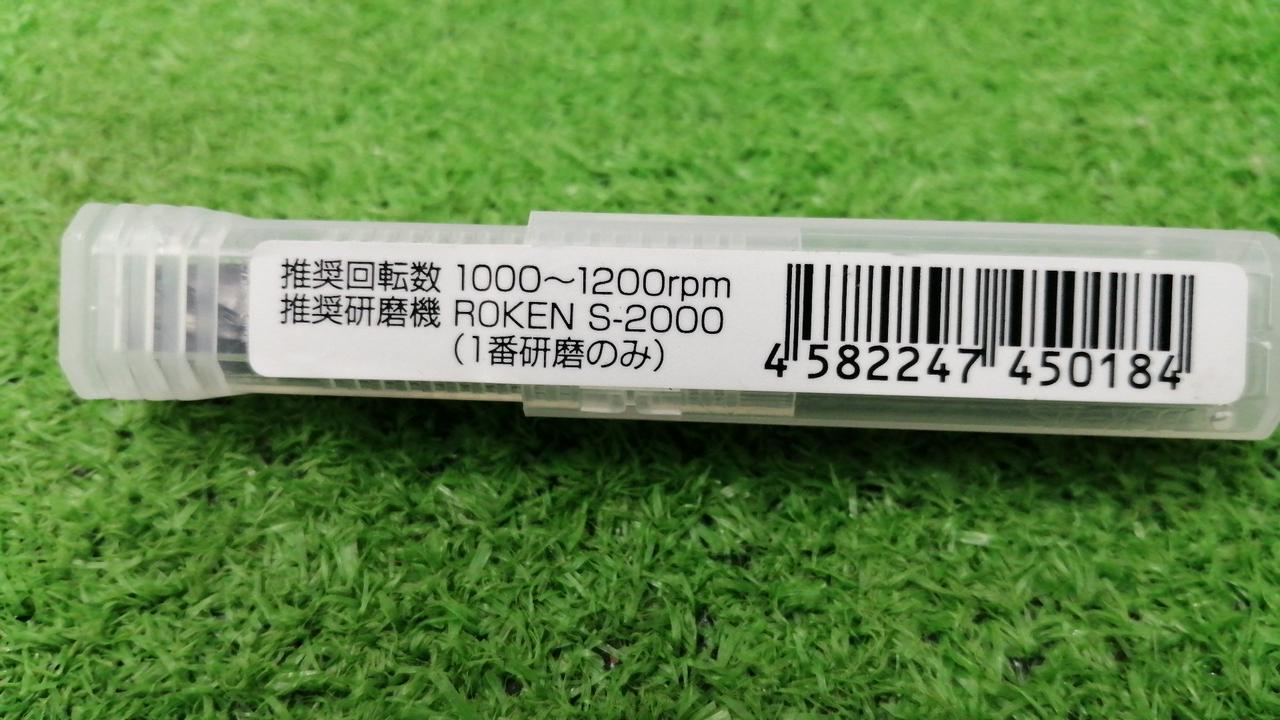 推奨回転数 1000～1200rpm
推奨研磨機 ROKEN S-2000
（1番研磨のみ）
4 582247 450184